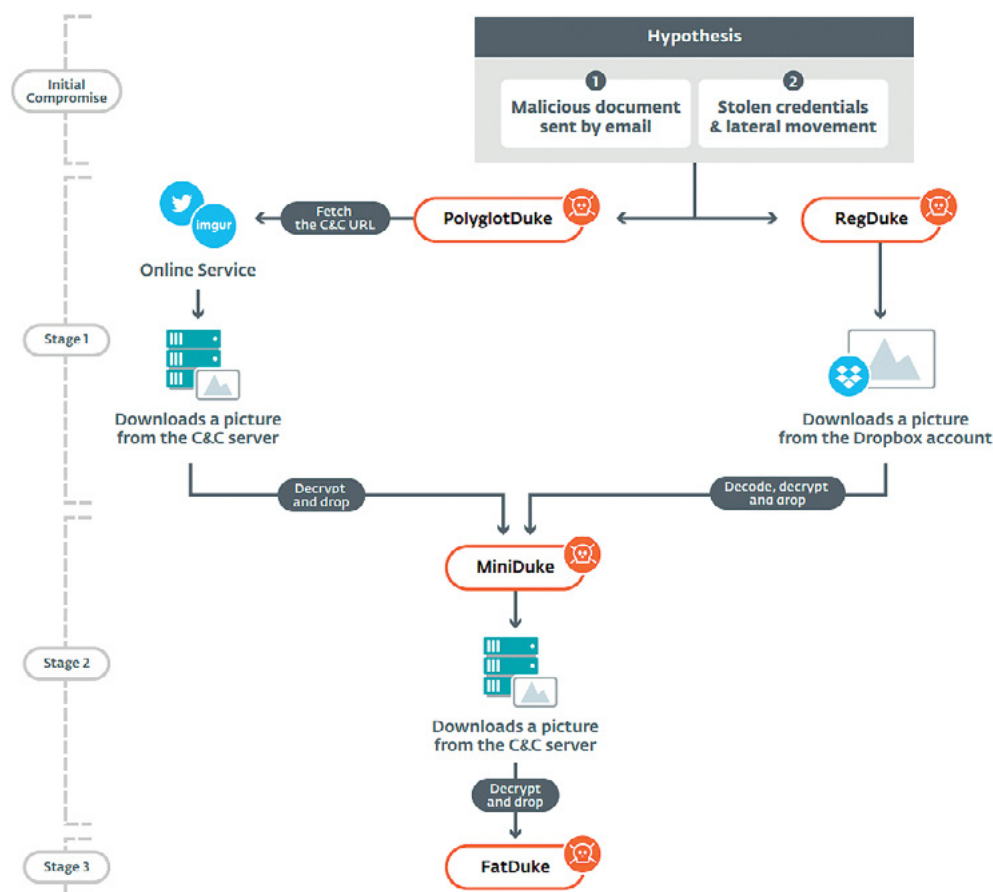 Hypothesis
Initial
Compromise
1
2
Malicious document
sent by email
Stolen credentials
& lateral movement
Fetch
the C&C URL
PolyglotDuke
RegDuke
imgur
Online Service
Stage 1
Downloads a picture
from the C&C server
Downloads a picture
from the Dropbox account
Decrypt
and drop
Decode, decrypt
and drop
MiniDuke
Stage 2
Downloads a picture
from the C&C server
Decrypt
and drop
Stage 3
FatDuke